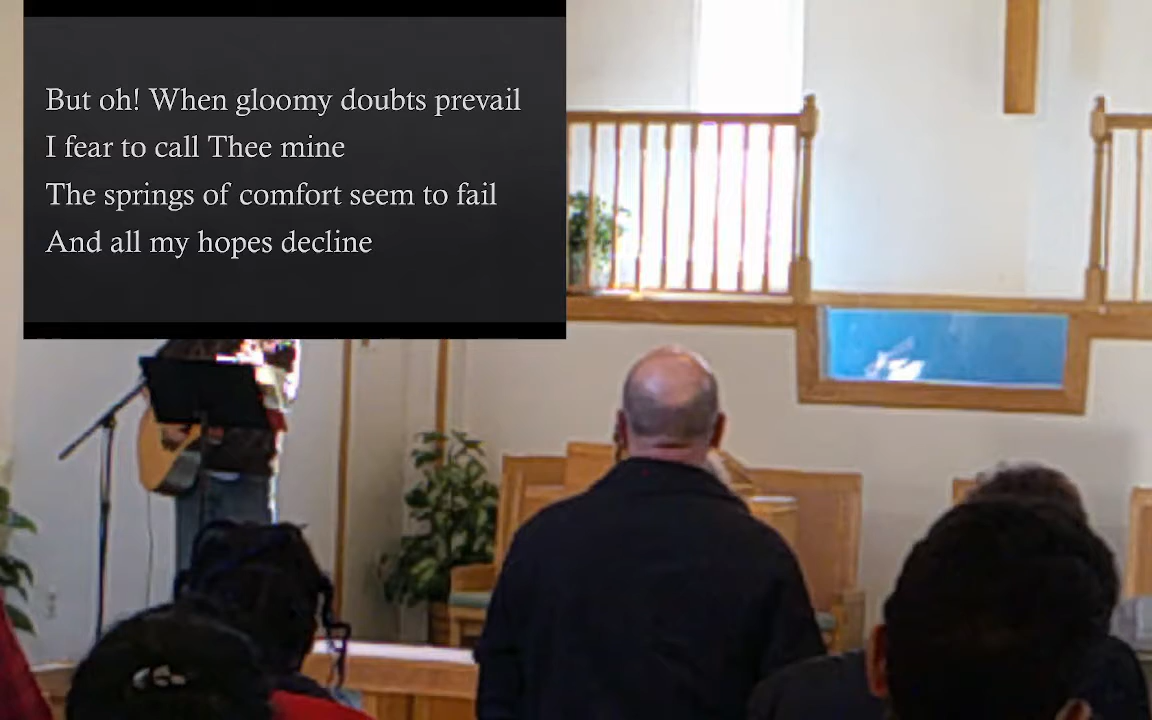 But oh! When gloomy doubts prevail
I fear to call Thee mine
The springs of comfort seem to fail
And all my hopes decline